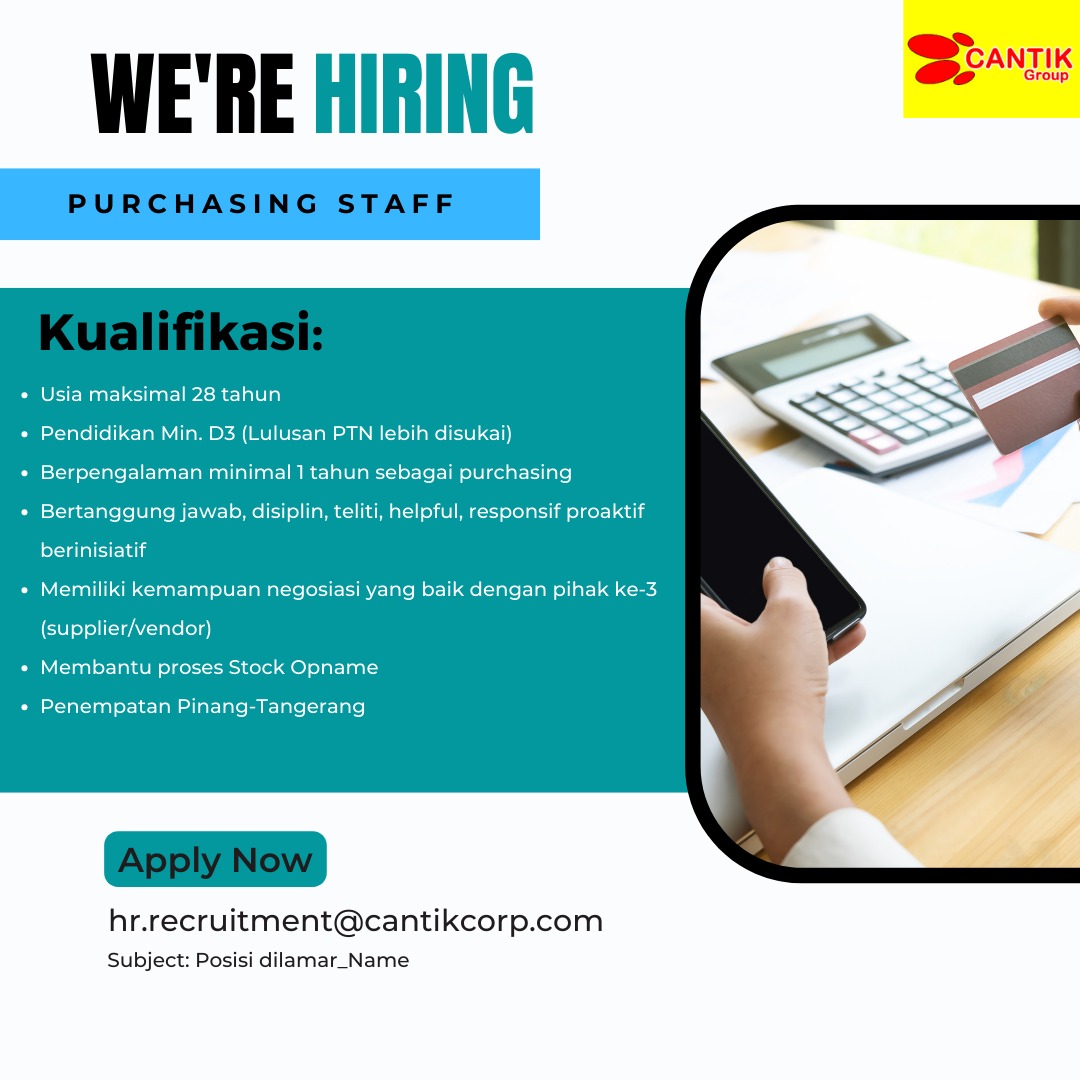 WE'RE HIRING
CANTIK
Group
PURCHASING STAFF
Kualifikasi:
• Usia maksimal 28 tahun
• Pendidikan Min. D3 (Lulusan PTN lebih disukai)
• Berpengalaman minimal 1 tahun sebagai purchasing
• Bertanggung jawab, disiplin, teliti, helpful, responsif proaktif
berinisiatif
• Memiliki kemampuan negosiasi yang baik dengan pihak ke-3
(supplier/vendor)
• Membantu proses Stock Opname
• Penempatan Pinang-Tangerang
Apply Now
hr.recruitment@cantikcorp.com
Subject: Posisi dilamar_Name